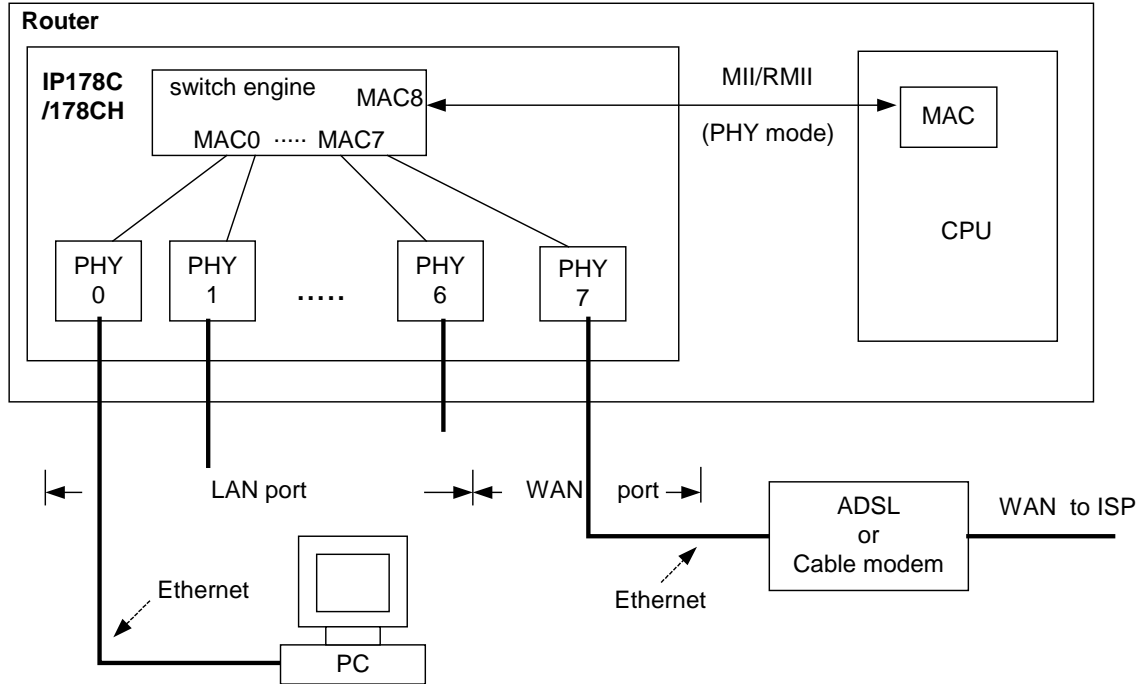 Router
IP178C
/178CH
switch engine
MAC8
MAC0 ..... MAC7
MII/RMII
(PHY mode)
MAC
CPU
PHY
0
PHY
1
.....
PHY
6
PHY
7
LAN port
WAN port
ADSL
or
Cable modem
WAN to ISP
Ethernet
Ethernet
PC